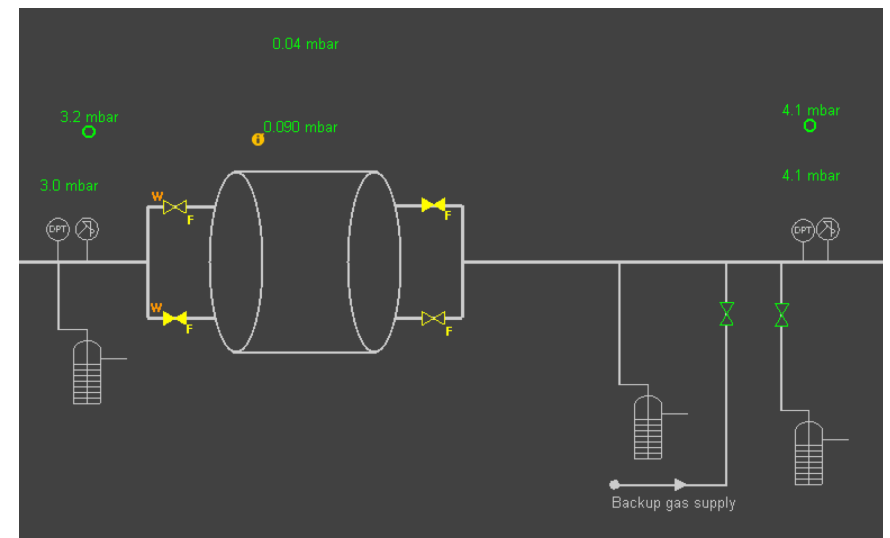 0.04 mbar
3.2 mbar
4.1 mbar
i 0.090 mbar
3.0 mbar
4.1 mbar
W
F
F
DPT
P
DPT
P
W
F
F
Backup gas supply